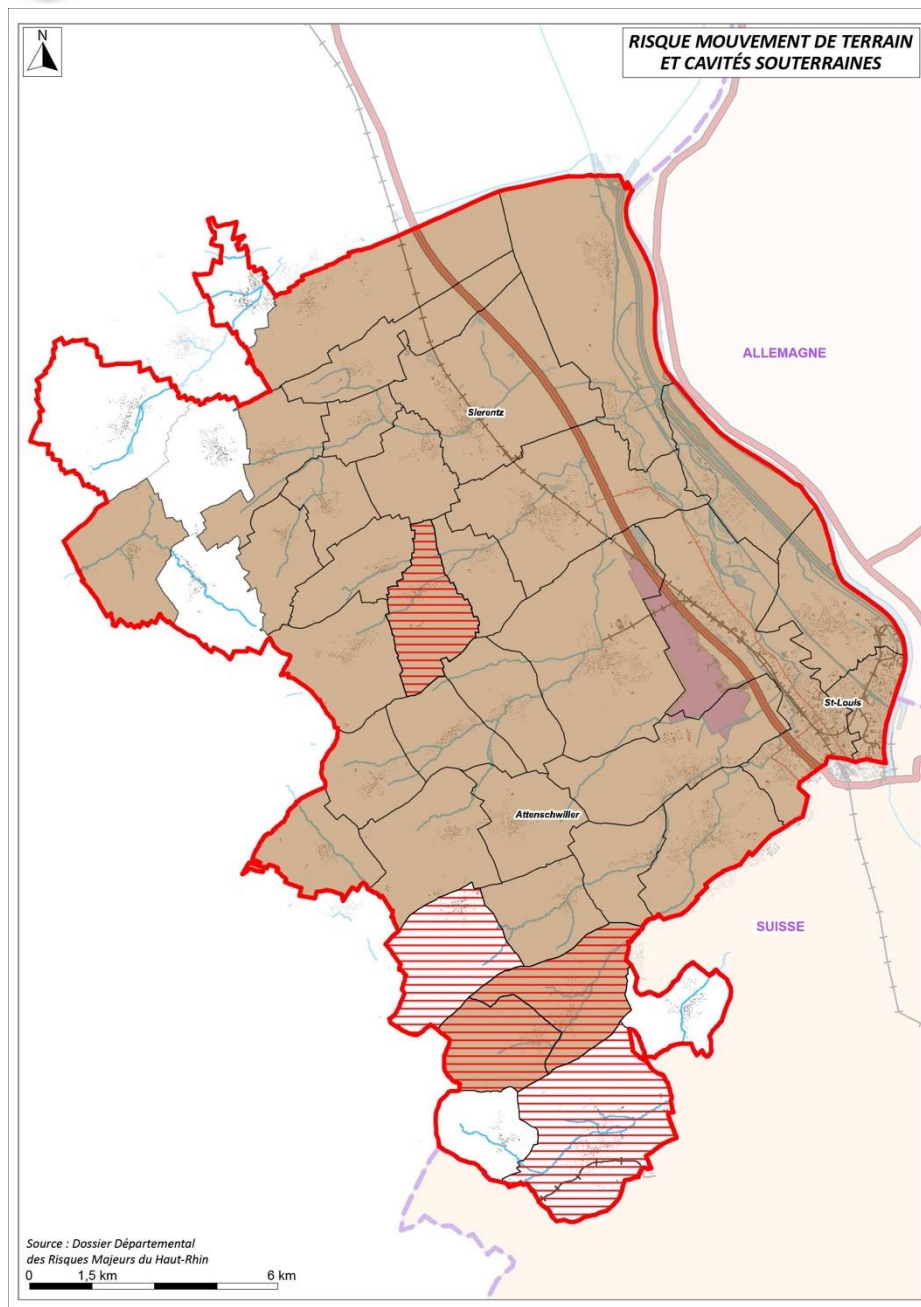 N
RISQUE MOUVEMENT DE TERRAIN
ET CAVITÉS SOUTERRAINES
ALLEMAGNE
Sierentz
St-Louis
Attenschwiller
SUISSE
Source : Dossier Départemental
des Risques Majeurs du Haut-Rhin
0 1,5 km 6 km